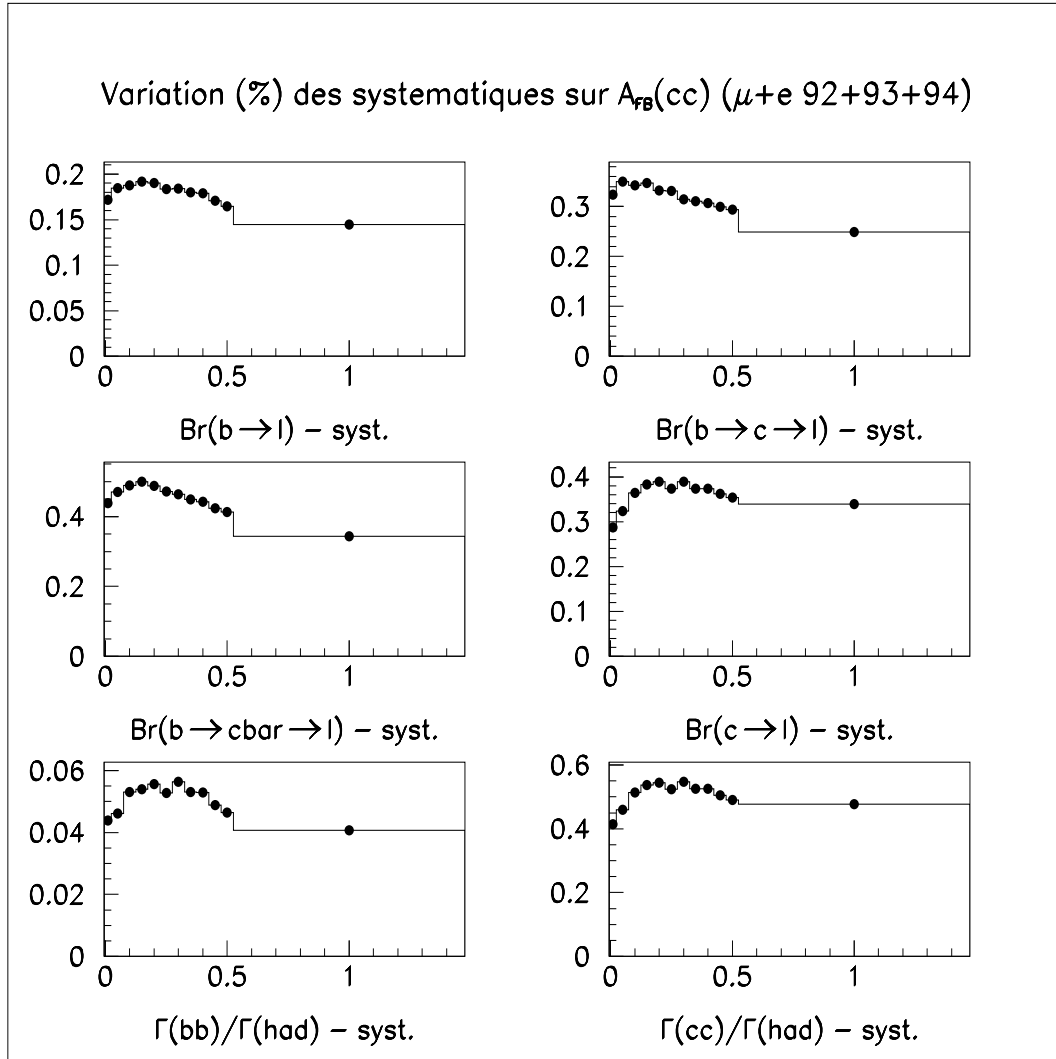 Variation (%) des systematiques sur A_FB(cc) (μ+e 92+93+94)
0.2
0.15
0.1
0.05
0
0 0.5 1
Br(b→l) – syst.
0.3
0.2
0.1
0
0 0.5 1
Br(b→c→l) – syst.
0.4
0.2
0
0 0.5 1
Br(b→cbar→l) – syst.
0.4
0.3
0.2
0.1
0
0 0.5 1
Br(c→l) – syst.
0.06
0.04
0.02
0
0 0.5 1
Γ(bb)/Γ(had) – syst.
0.6
0.4
0.2
0
0 0.5 1
Γ(cc)/Γ(had) – syst.